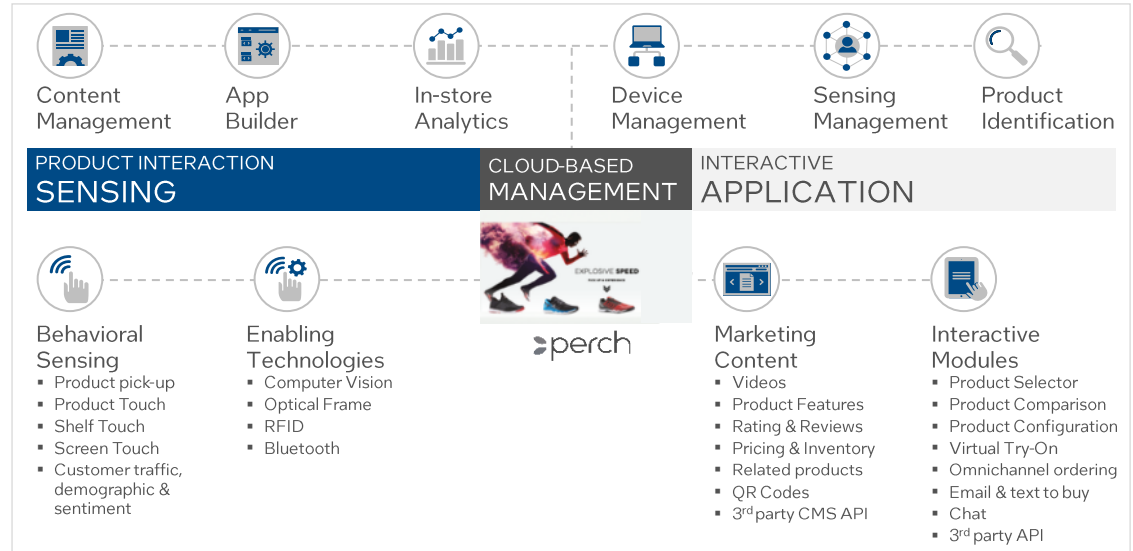 Content
Management
App
Builder
In-store
Analytics
Device
Management
Sensing
Management
Product
Identification
PRODUCT INTERACTION
SENSING
CLOUD-BASED
MANAGEMENT
INTERACTIVE
APPLICATION
EXPLOSIVE SPEED
perch
Behavioral
Sensing
▪ Product pick-up
▪ Product Touch
▪ Shelf Touch
▪ Screen Touch
▪ Customer traffic,
demographic &
sentiment
Enabling
Technologies
▪ Computer Vision
▪ Optical Frame
▪ RFID
▪ Bluetooth
Marketing
Content
▪ Videos
▪ Product Features
▪ Rating & Reviews
▪ Pricing & Inventory
▪ Related products
▪ QR Codes
▪ 3rd party CMS API
Interactive
Modules
▪ Product Selector
▪ Product Comparison
▪ Product Configuration
▪ Virtual Try-On
▪ Omnichannel ordering
▪ Email & text to buy
▪ Chat
▪ 3rd party API